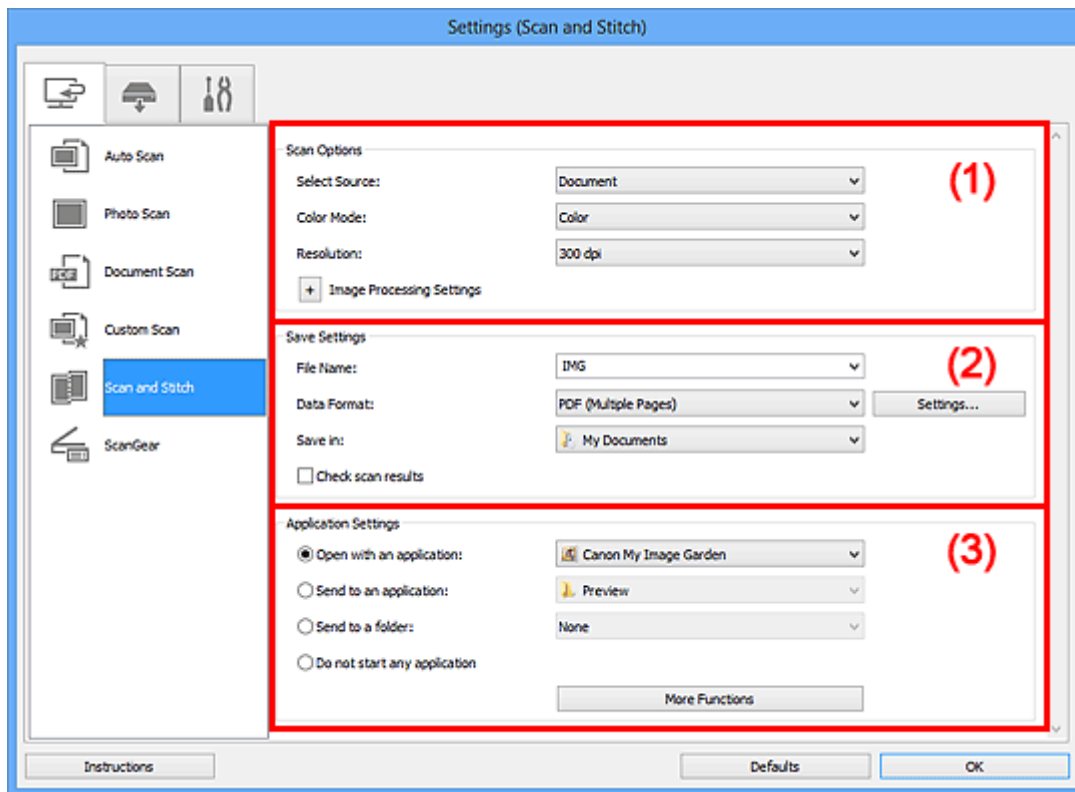 Settings (Scan and Stitch)
Auto Scan
Photo Scan
PDF
Document Scan
Custom Scan
Scan and Stitch
ScanGear
Scan Options
(1)
Select Source: Document
Color Mode: Color
Resolution: 300 dpi
+ Image Processing Settings
Save Settings
(2)
File Name: IMG
Data Format: PDF (Multiple Pages) Settings...
Save in: My Documents
Check scan results
Application Settings
(3)
Open with an application: Canon My Image Garden
Send to an application: Preview
Send to a folder: None
Do not start any application
More Functions
Instructions Defaults OK